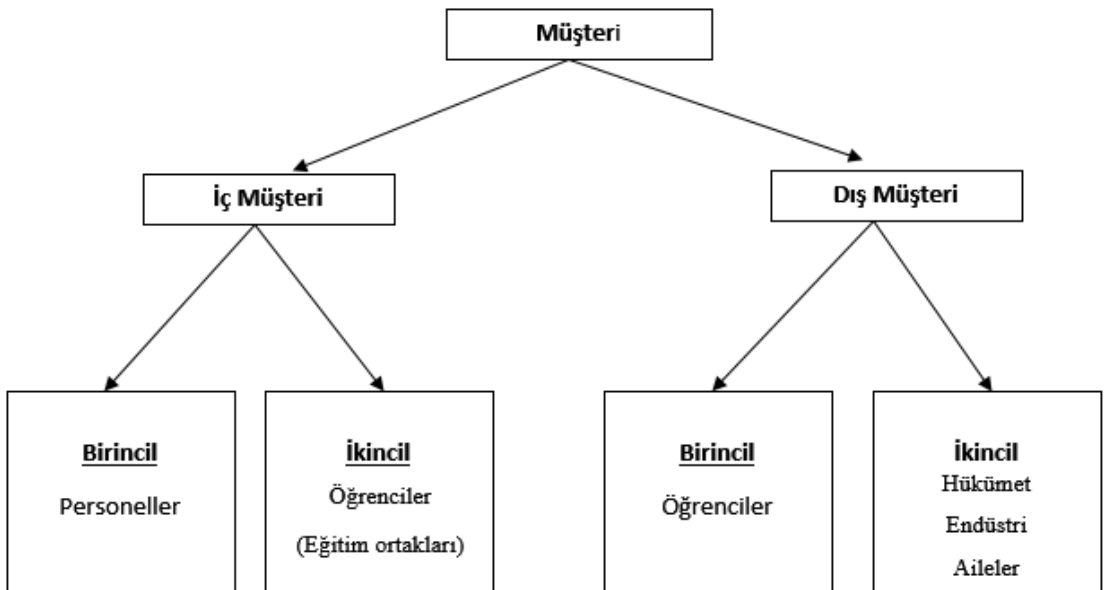 Müşteri
İç Müşteri
Dış Müşteri
Birincil
Personeller
İkincil
Öğrenciler
(Eğitim ortakları)
Birincil
Öğrenciler
İkincil
Hükümet
Endüstri
Aileler